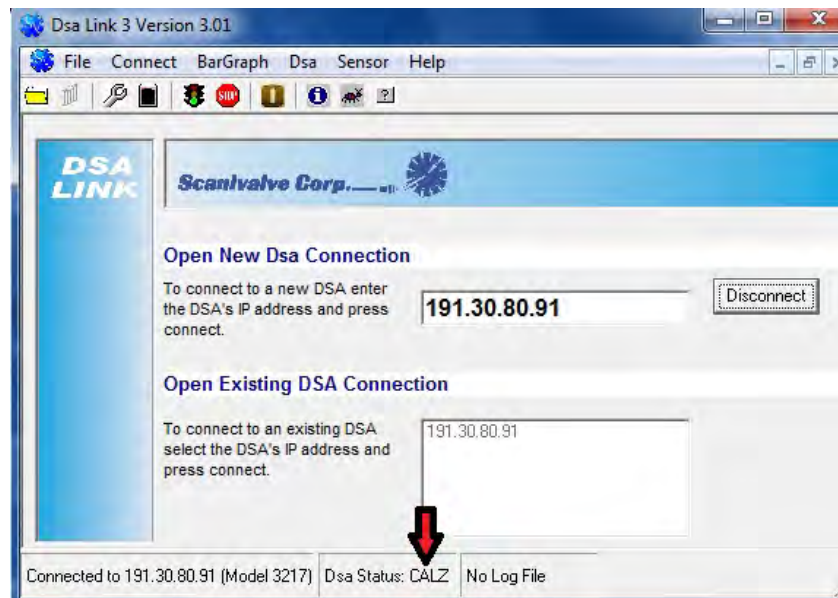 Dsa Link 3 Version 3.01
File Connect BarGraph Dsa Sensor Help
STOP
DSA
LINK
Scanivalve Corp.
Open New Dsa Connection
To connect to a new DSA enter
the DSA's IP address and press
connect.
191.30.80.91
Disconnect
Open Existing DSA Connection
To connect to an existing DSA
select the DSA's IP address and
press connect.
191.30.80.91
Connected to 191.30.80.91 (Model 3217) Dsa Status: CALZ No Log File